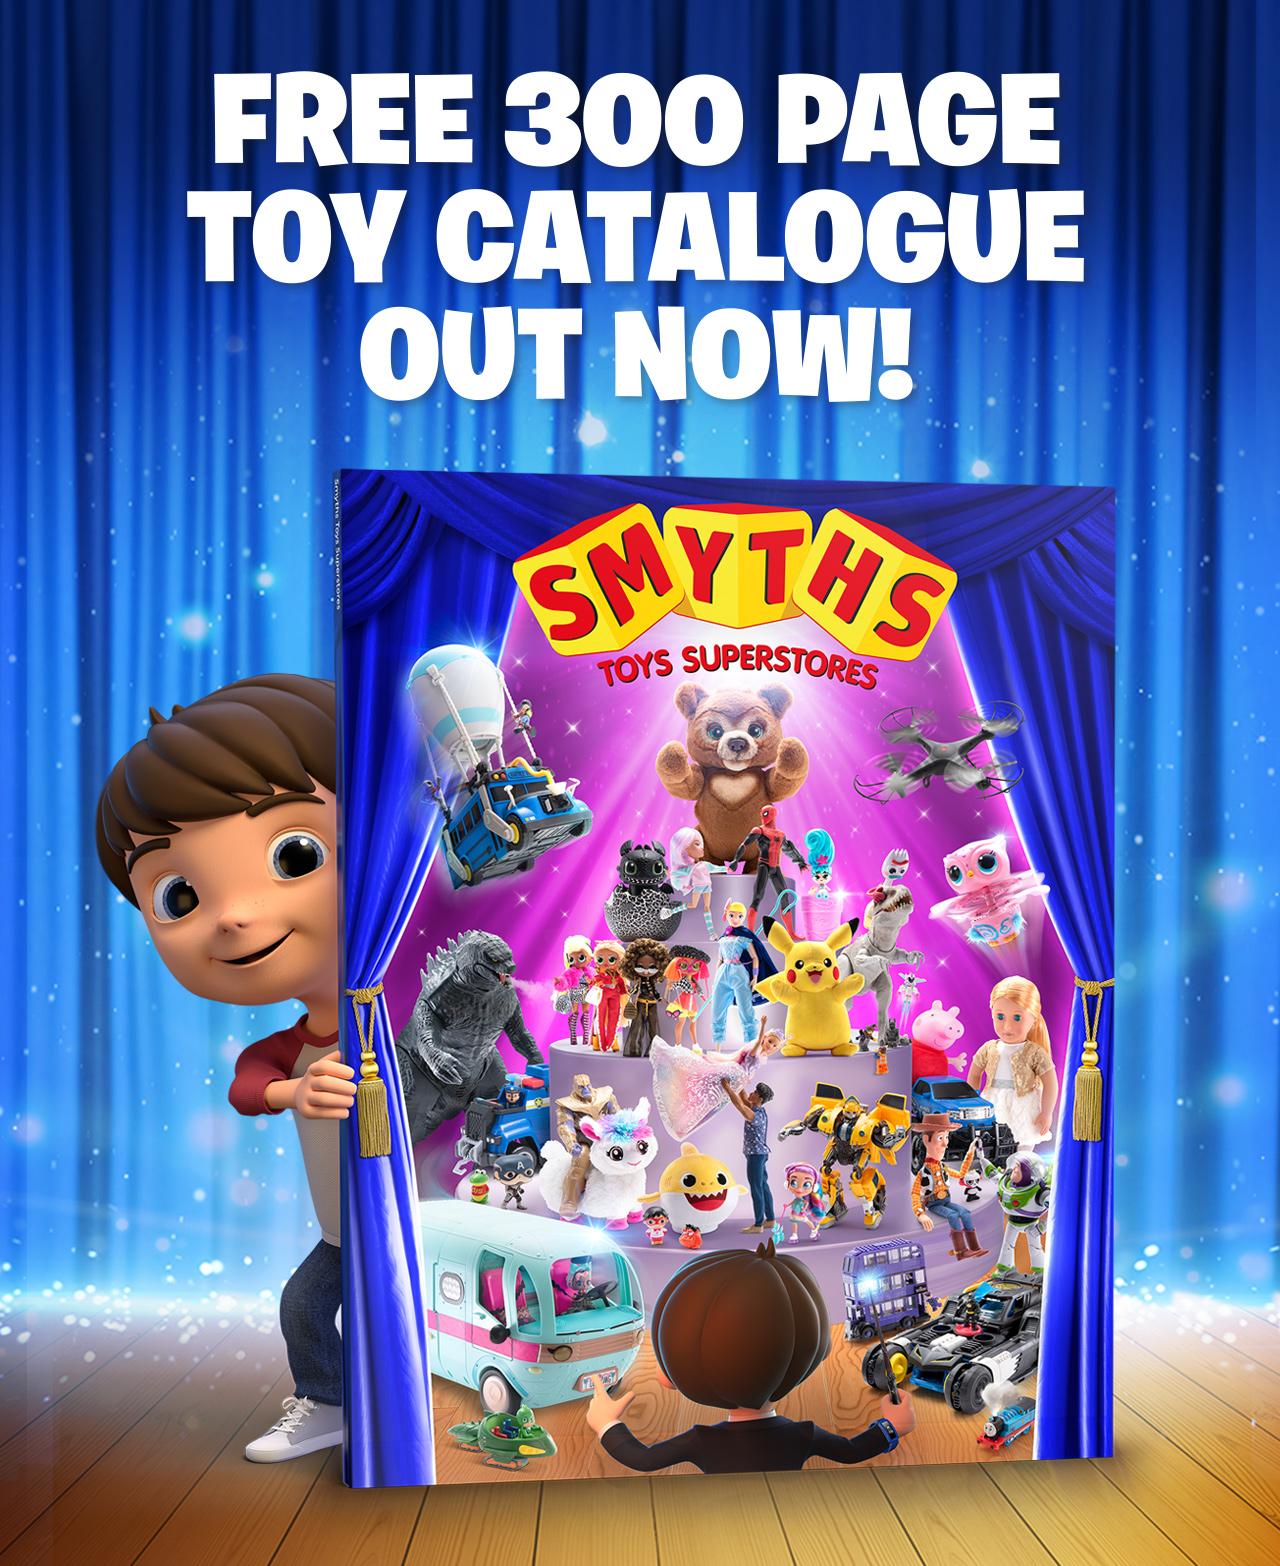 FREE 300 PAGE
TOY CATALOGUE
OUT NOW!
Smyths Toys Superstores
SMYTHS
TOYS SUPERSTORES